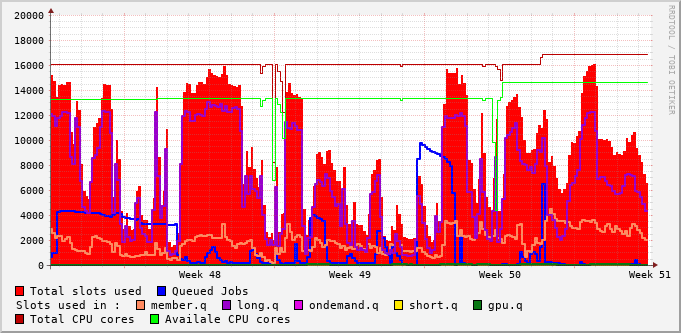 20000
18000
16000
14000
12000
10000
8000
6000
4000
2000
0
Week 48 Week 49 Week 50 Week 51
Total slots used Queued Jobs
Slots used in : member.q long.q ondemand.q short.q gpu.q
Total CPU cores Availale CPU cores
RRDTOOL / TOBI OETIKER